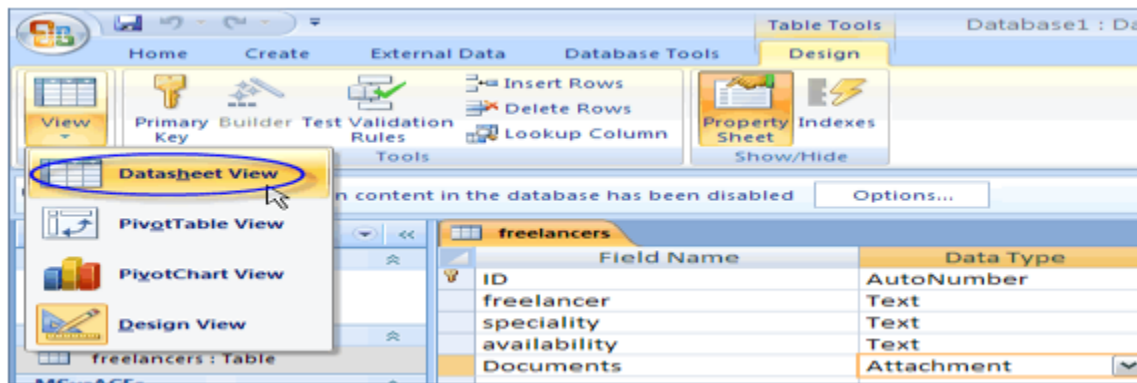 Table Tools Database1 : Da
Home Create External Data Database Tools Design
View
Primary Key
Builder
Test Validation Rules
Insert Rows
Delete Rows
Lookup Column
Property Sheet
Indexes
Tools
Show/Hide
Datasheet View
PivotTable View
PivotChart View
Design View
n content in the database has been disabled Options...
freelancers
Field Name Data Type
ID AutoNumber
freelancer Text
speciality Text
availability Text
Documents Attachment
freelancers : Table